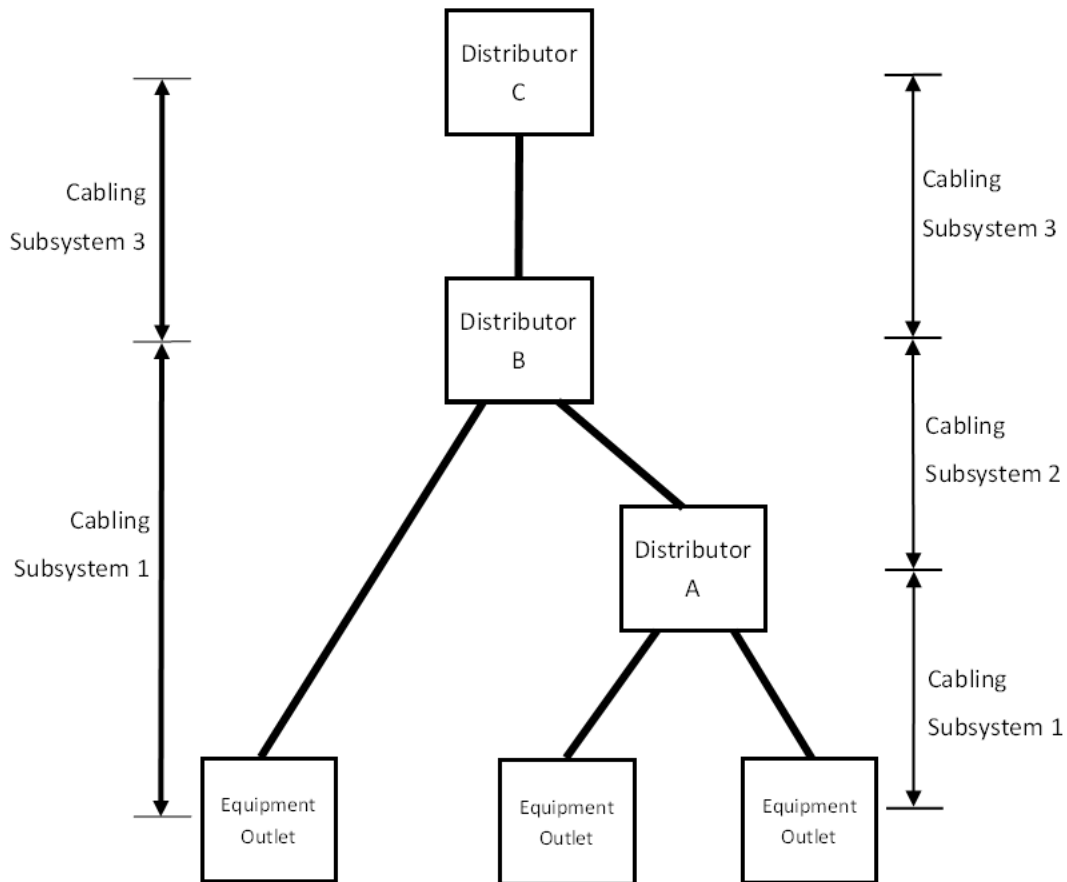 Distributor
C
Cabling
Subsystem 3
Cabling
Subsystem 3
Distributor
B
Cabling
Subsystem 2
Cabling
Subsystem 1
Distributor
A
Cabling
Subsystem 1
Equipment
Outlet
Equipment
Outlet
Equipment
Outlet